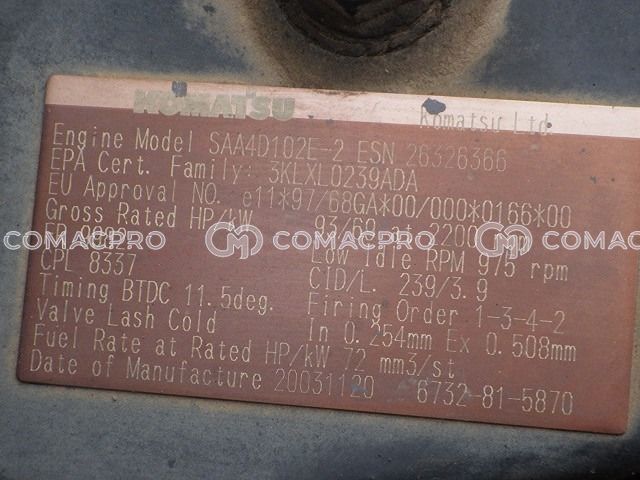 KOMATSU
Komatsu Ltd.
Engine Model SAA4D102E-2 ESN 26326366
EPA Cert. Family: 3KLXL0239ADA
EU Approval NO. e11*97/68GA*00/000*0166*00
Gross Rated HP/kW 93/69 at 2200
COMACPRO COMACPRO COMACPRO
CPL 8337 Low Idle RPM 975 rpm
Timing BTDC 11.5deg. CID/L. 239/3.9
Valve Lash Cold Firing Order 1-3-4-2
In 0.254mm Ex 0.508mm
Fuel Rate at Rated HP/kW 72 mm3/st
Date of Manufacture 20031120 6732-81-5870